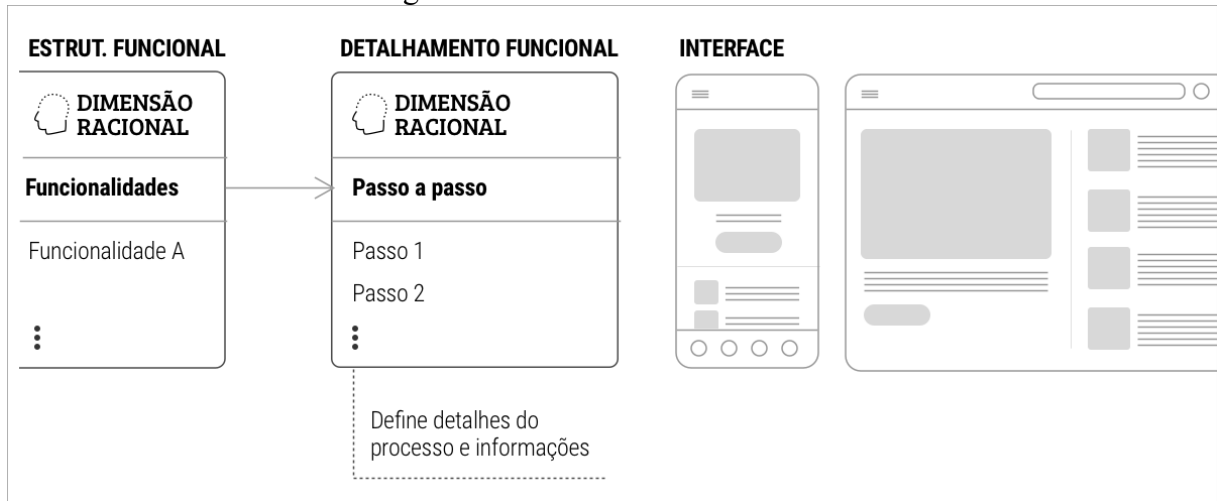 ESTRUT. FUNCIONAL
DIMENSÃO
RACIONAL
Funcionalidades
Funcionalidade A
DETALHAMENTO FUNCIONAL
DIMENSÃO
RACIONAL
Passo a passo
Passo 1
Passo 2
Define detalhes do
processo e informações
INTERFACE